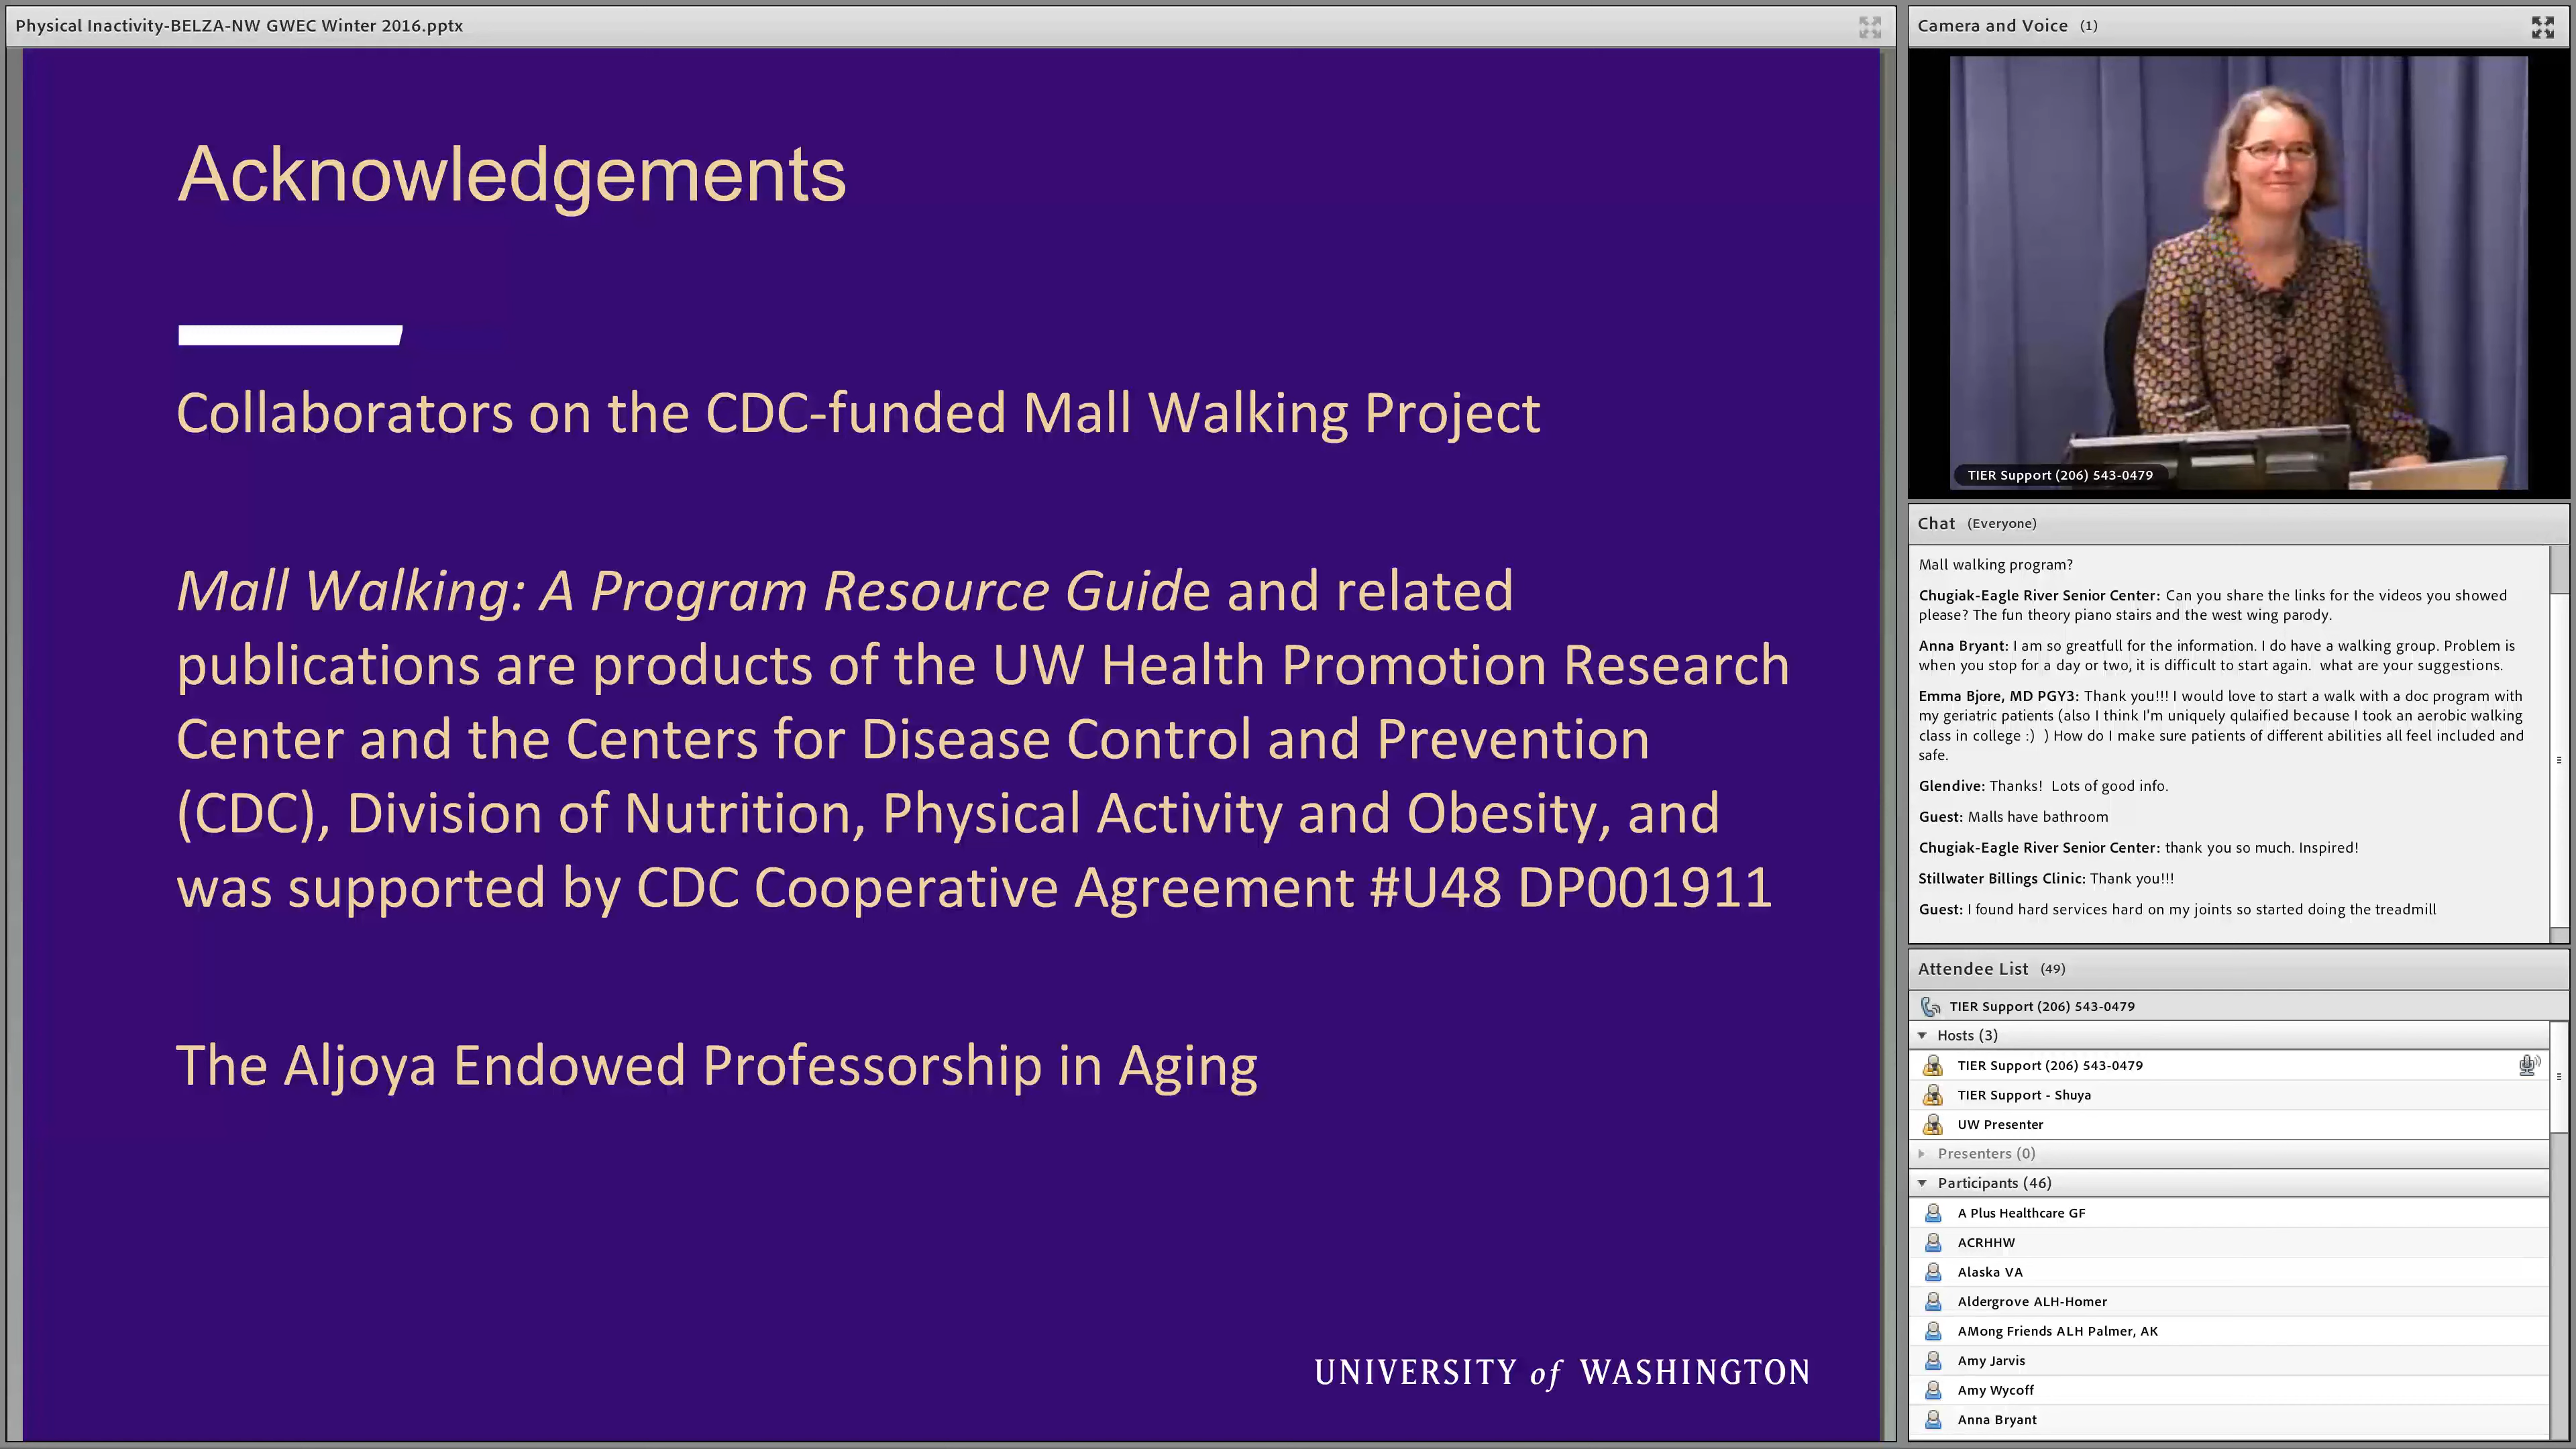 Physical Inactivity-BELZA-NW GWEC Winter 2016.pptx
Acknowledgements
Collaborators on the CDC-funded Mall Walking Project
Mall Walking: A Program Resource Guide and related
publications are products of the UW Health Promotion Research
Center and the Centers for Disease Control and Prevention
(CDC), Division of Nutrition, Physical Activity and Obesity, and
was supported by CDC Cooperative Agreement #U48 DP001911
The Aljoya Endowed Professorship in Aging
UNIVERSITY of WASHINGTON
Camera and Voice (1)
TIER Support (206) 543-0479
Chat (Everyone)
Mall walking program?
Chugiak-Eagle River Senior Center: Can you share the links for the videos you showed
please? The fun theory piano stairs and the west wing parody.
Anna Bryant: I am so greatfull for the information. I do have a walking group. Problem is
when you stop for a day or two, it is difficult to start again. what are your suggestions.
Emma Bjore, MD PGY3: Thank you!!! I would love to start a walk with a doc program with
my geriatric patients (also I think I'm uniquely qulaified because I took an aerobic walking
class in college :) ) How do I make sure patients of different abilities all feel included and
safe.
Glendive: Thanks! Lots of good info.
Guest: Malls have bathroom
Chugiak-Eagle River Senior Center: thank you so much. Inspired!
Stillwater Billings Clinic: Thank you!!!
Guest: I found hard services hard on my joints so started doing the treadmill
Attendee List (49)
TIER Support (206) 543-0479
Hosts (3)
TIER Support (206) 543-0479
TIER Support - Shuya
UW Presenter
Presenters (0)
Participants (46)
A Plus Healthcare GF
ACRHHW
Alaska VA
Aldergrove ALH-Homer
AMong Friends ALH Palmer, AK
Amy Jarvis
Amy Wycoff
Anna Bryant